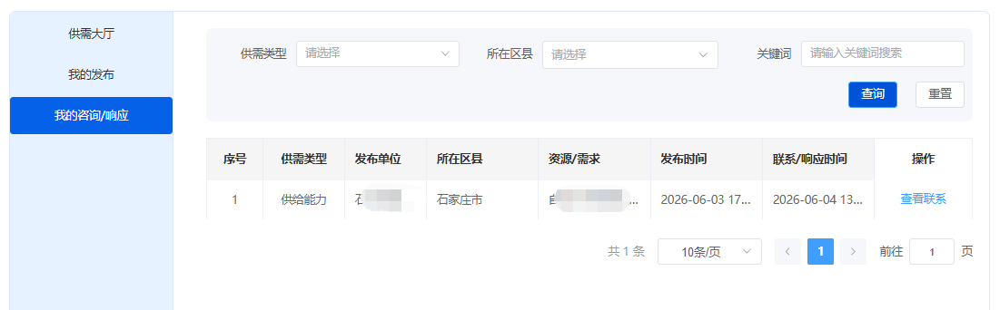 供需大厅
我的发布
我的咨询/响应
供需类型 请选择 所在区县 请选择 关键词 请输入关键词搜索
查询 重置
序号 供需类型 发布单位 所在区县 资源/需求 发布时间 联系/响应时间 操作
1 供给能力 石家庄市 ... 2026-06-03 17... 2026-06-04 13... 查看联系
共 1 条 10条/页 1 前往 1 页